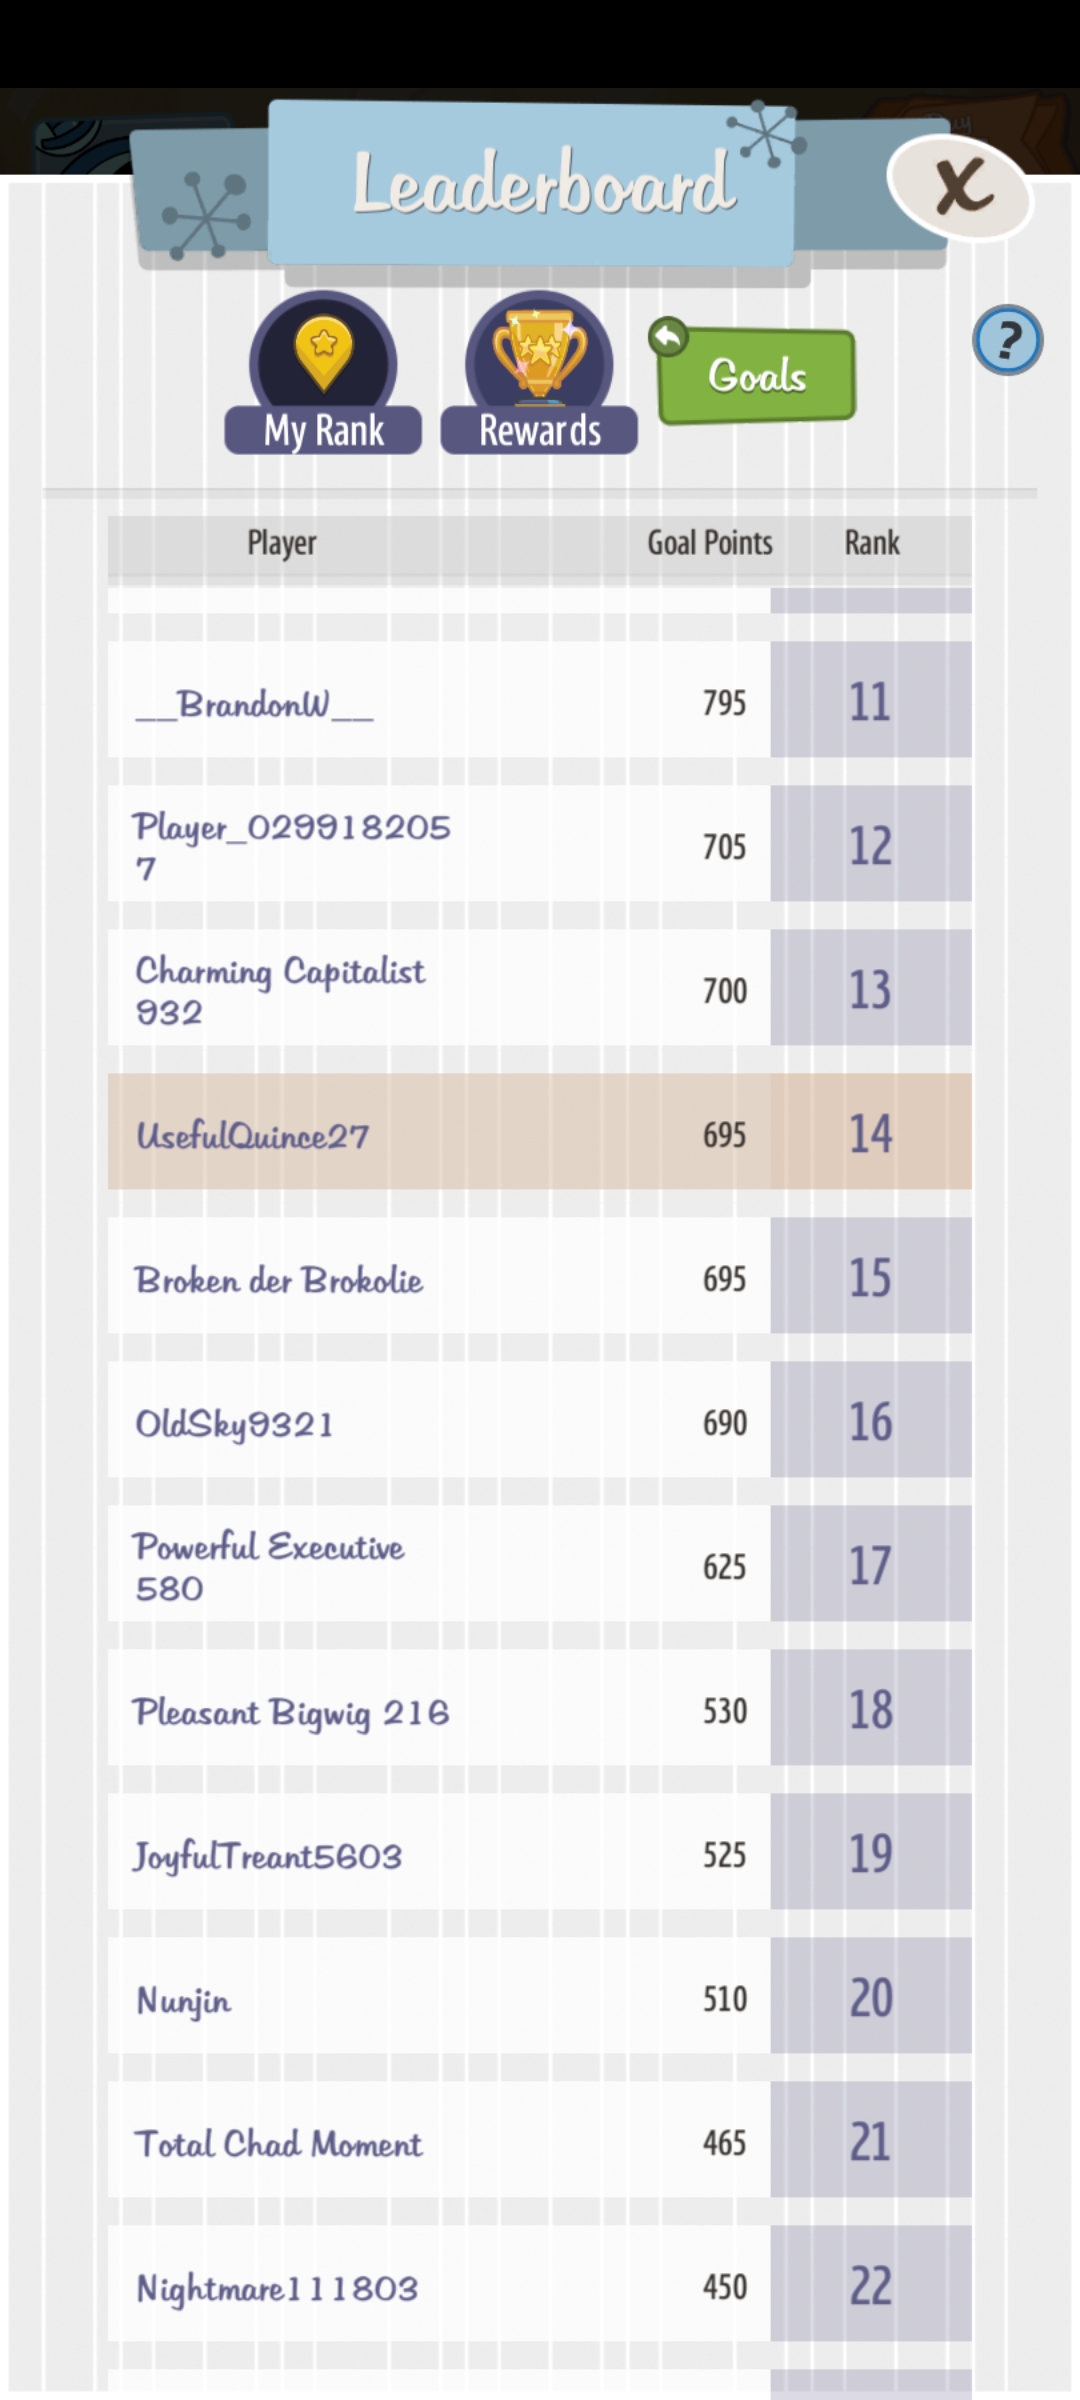 Leaderboard
X
My Rank
Rewards
Goals
?
Player Goal Points Rank
__BrandonW__ 795 11
Player_029918205
7
705 12
Charming Capitalist
932
700 13
UsefulQuince27 695 14
Broken der Brokolie 695 15
OldSky9321 690 16
Powerful Executive
580
625 17
Pleasant Bigwig 216 530 18
JoyfulTreant5603 525 19
Nunjin 510 20
Total Chad Moment 465 21
Nightmare111803 450 22